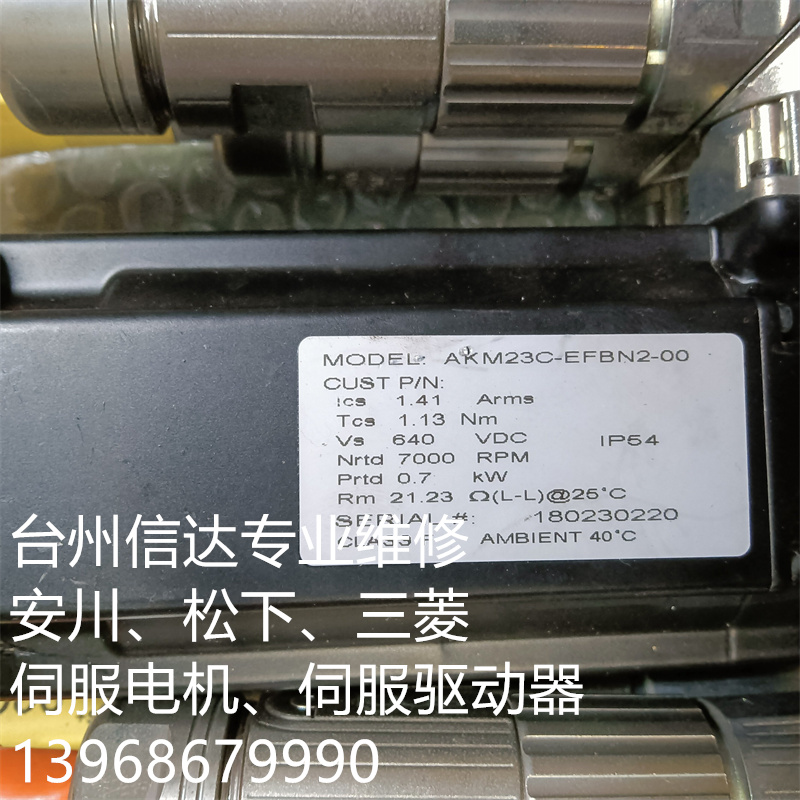 MODEL: AKM23C-EFBN2-00
CUST P/N:
Ics 1.41 Arms
Tcs 1.13 Nm
Vs 640 VDC IP54
Nrtd 7000 RPM
Prtd 0.7 kW
Rm 21.23 Ω(L-L)@25°C
SERIAL #: 180230220
CLASS F AMBIENT 40°C
台州信达专业维修
安川、松下、三菱
伺服电机、伺服驱动器
13968679990